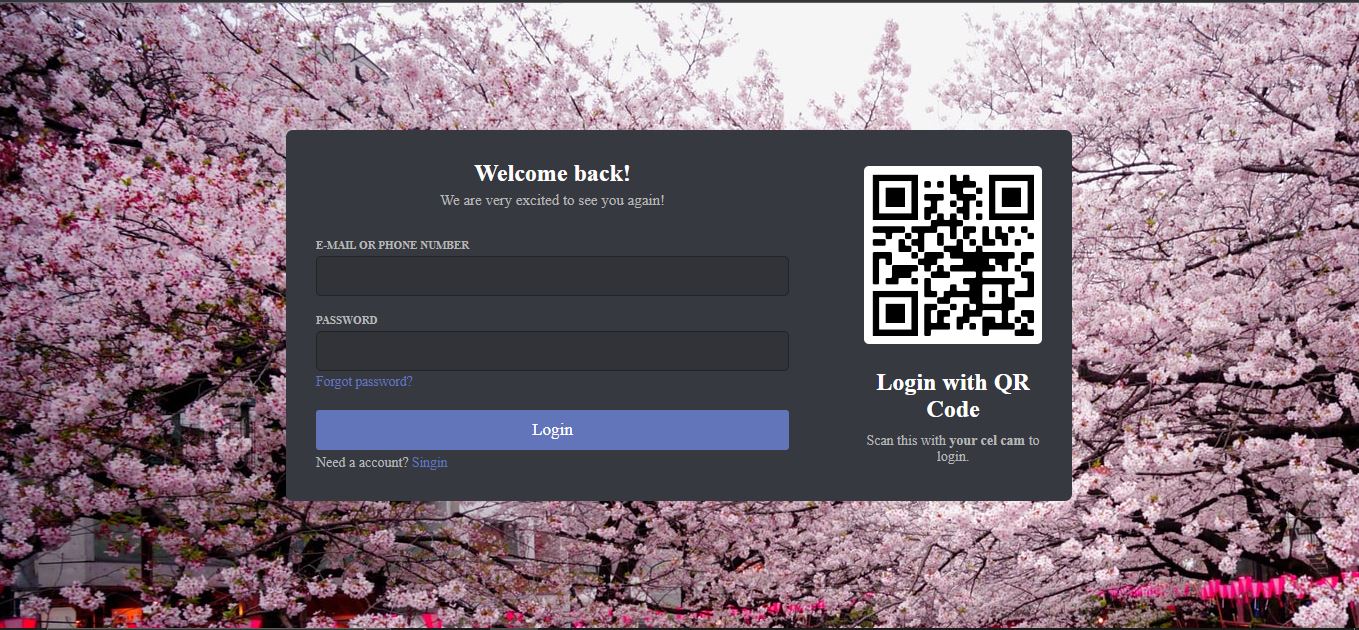 Welcome back!
We are very excited to see you again!
E-MAIL OR PHONE NUMBER
PASSWORD
Forgot password?
Login
Need a account? Singin
Login with QR
Code
Scan this with your cel cam to
login.